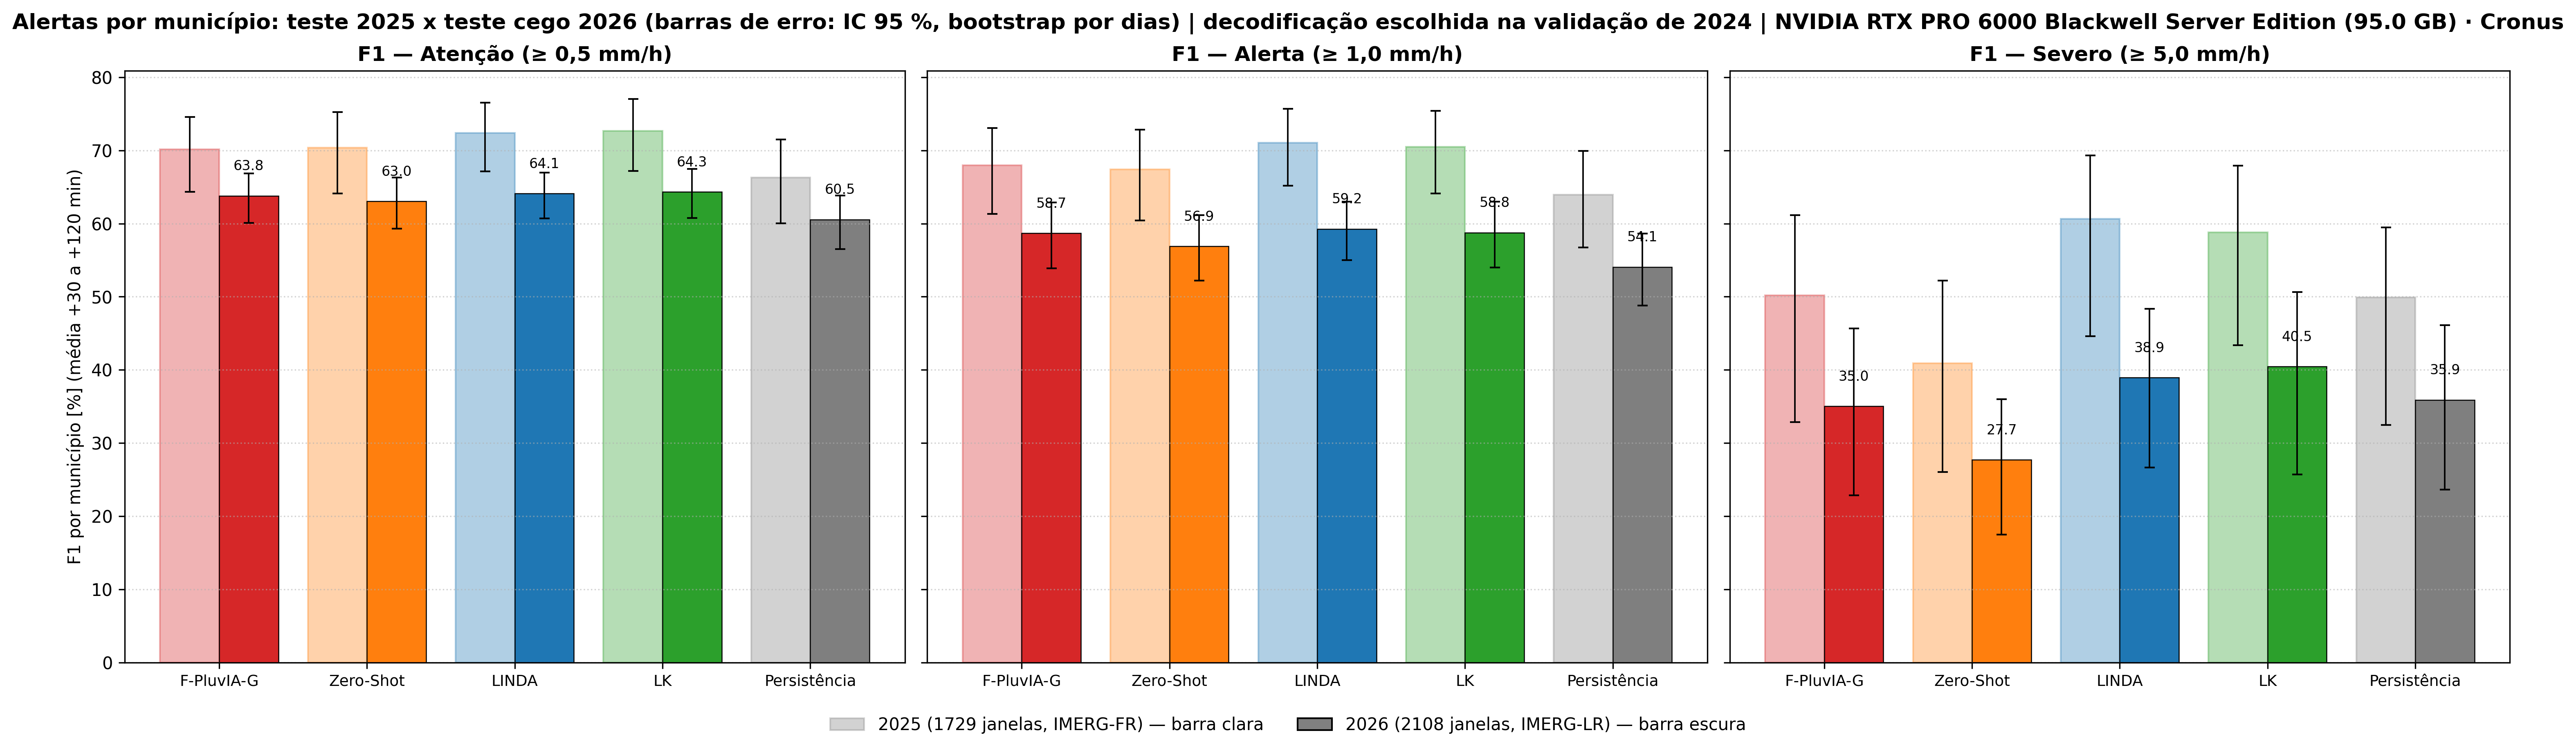 Alertas por município: teste 2025 x teste cego 2026 (barras de erro: IC 95 %, bootstrap por dias) | decodificação escolhida na validação de 2024 | NVIDIA RTX PRO 6000 Blackwell Server Edition (95.0 GB) · Cronus
F1 — Atenção (≥ 0,5 mm/h)
F1 por município [%] (média +30 a +120 min)
80
70
60
50
40
30
20
10
0
63.8
63.0
64.1
64.3
60.5
F-PluvIA-G
Zero-Shot
LINDA
LK
Persistência
F1 — Alerta (≥ 1,0 mm/h)
58.7
56.9
59.2
58.8
54.1
F-PluvIA-G
Zero-Shot
LINDA
LK
Persistência
F1 — Severo (≥ 5,0 mm/h)
35.0
27.7
38.9
40.5
35.9
F-PluvIA-G
Zero-Shot
LINDA
LK
Persistência
2025 (1729 janelas, IMERG-FR) — barra clara
2026 (2108 janelas, IMERG-LR) — barra escura